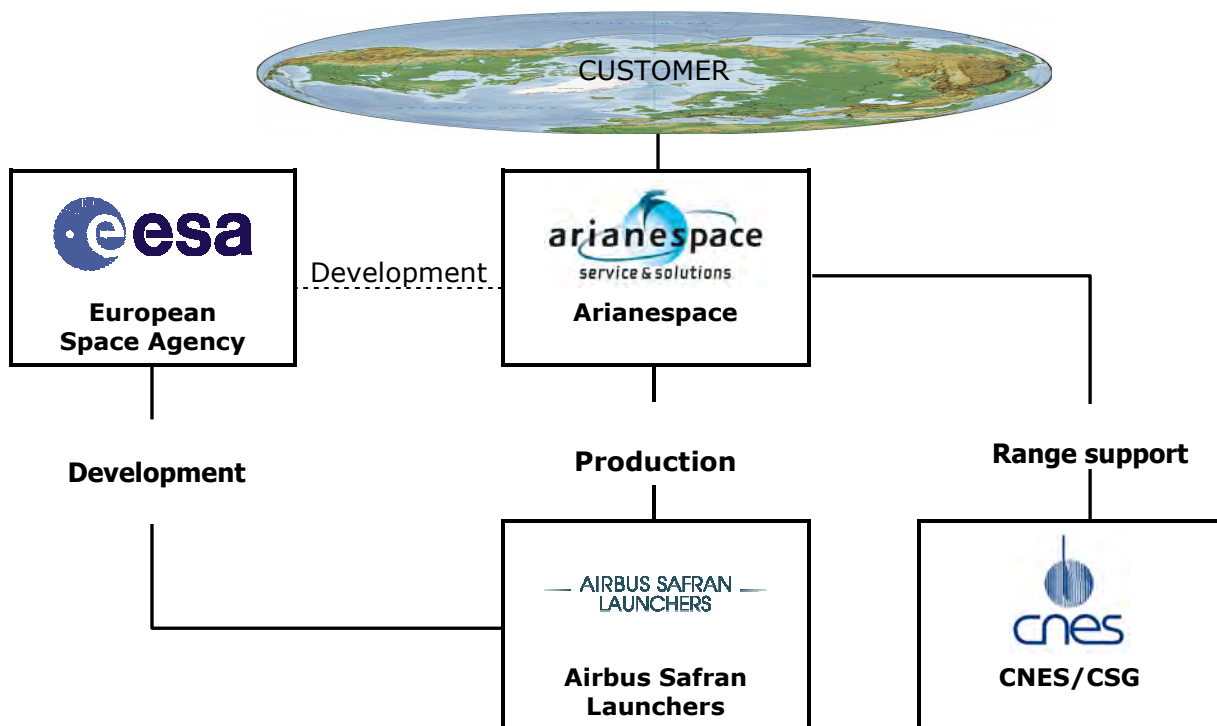 CUSTOMER
esa
European
Space Agency
Development
arianespace
service & solutions
Arianespace
Development
Production
Range support
AIRBUS SAFRAN
LAUNCHERS
Airbus Safran
Launchers
cnes
CNES/CSG